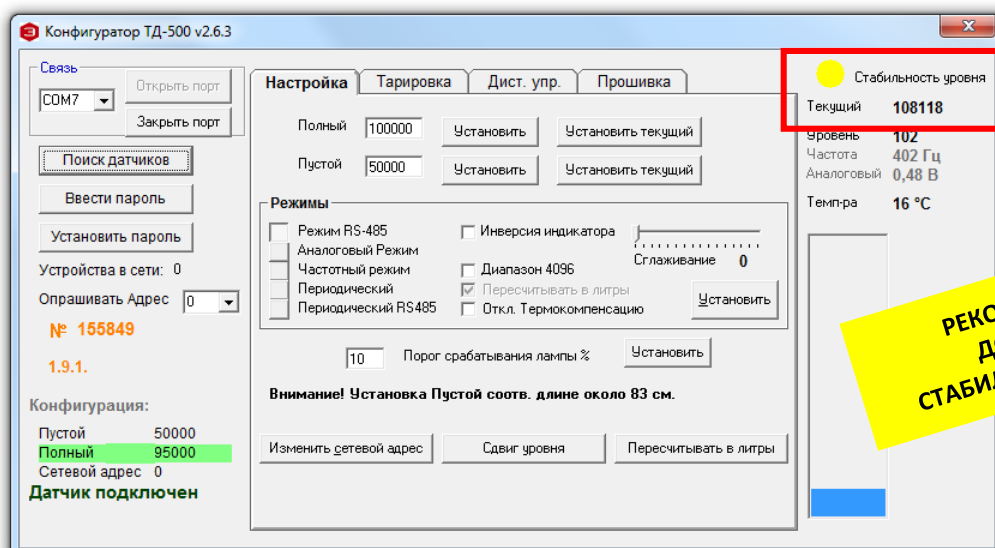 Конфигуратор ТД-500 v2.6.3
Связь
COM7
Открыть порт
Закрыть порт
Поиск датчиков
Ввести пароль
Установить пароль
Устройства в сети: 0
Опрашивать Адрес 0
№ 155849
1.9.1.
Конфигурация:
Пустой 50000
Полный 95000
Сетевой адрес 0
Датчик подключен
Настройка Тарировка Дист. упр. Прошивка
Полный 100000 Установить Установить текущий
Пустой 50000 Установить Установить текущий
Режимы
Режим RS-485
Аналоговый Режим
Частотный режим
Периодический
Периодический RS485
Инверсия индикатора
Диапазон 4096
Пересчитывать в литры
Откл. Термокомпенсацию
Сглаживание 0
Установить
10 Порог срабатывания лампы % Установить
Внимание! Установка Пустой соотв. длине около 83 см.
Изменить сетевой адрес Сдвиг уровня Пересчитывать в литры
Стабильность уровня
Текущий 108118
Уровень 102
Частота 402 Гц
Аналоговый 0,48 В
Темп-ра 16 °C